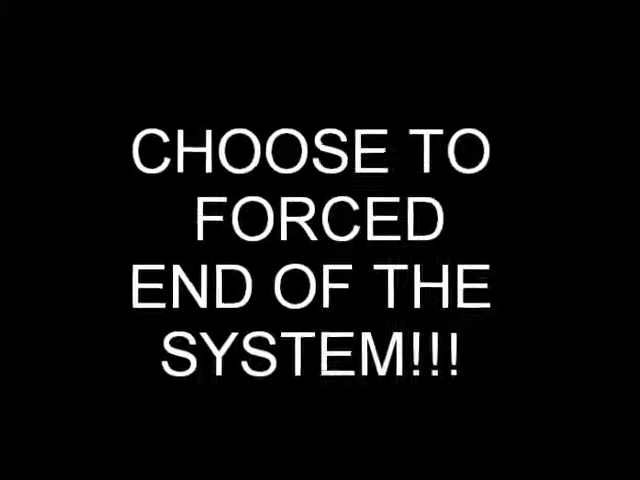 CHOOSE TO
FORCED
END OF THE
SYSTEM!!!